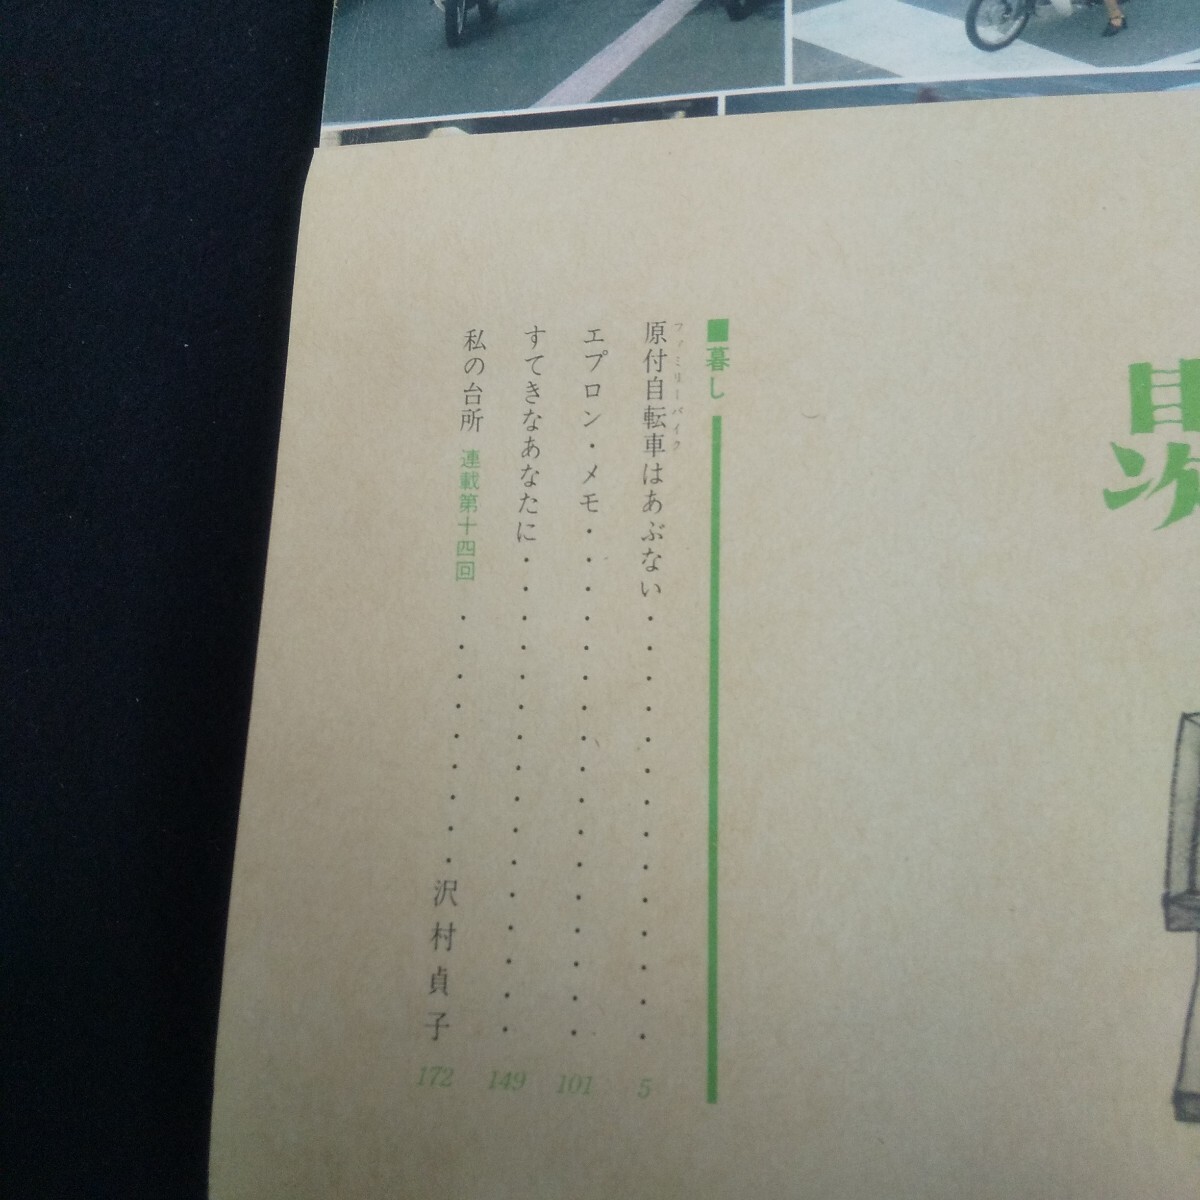 目次
■暮し
ファミリーバイク
原付自転車はあぶない・・・・・・・・・・・・・・・5
エプロン・メモ・・・・・・・・・・・・・・・・・・101
すてきなあなたに・・・・・・・・・・・・・・・・・149
私の台所 連載第十四回・・・・・・・・・沢村貞子 172